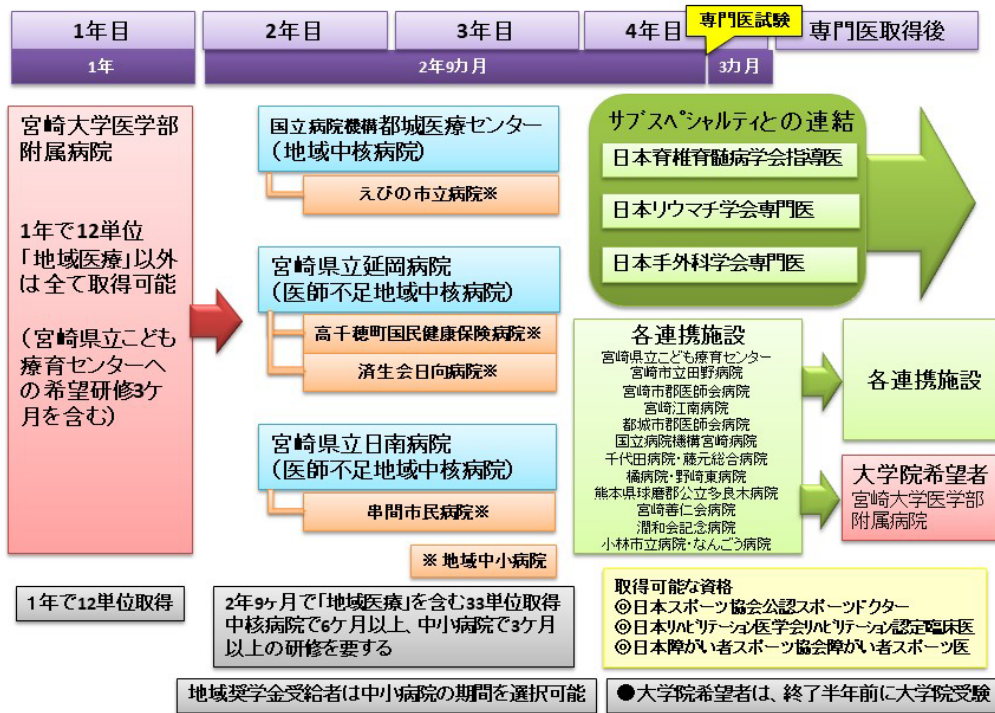 1年目
2年目
3年目
4年目
専門医試験
専門医取得後
1年
2年9カ月
3カ月
宮崎大学医学部
附属病院
1年で12単位
「地域医療」以外
は全て取得可能
(宮崎県立こども
療育センターへ
の希望研修3ケ
月を含む)
国立病院機構都城医療センター
(地域中核病院)
えびの市立病院※
宮崎県立延岡病院
(医師不足地域中核病院)
高千穂町国民健康保険病院※
済生会日向病院※
宮崎県立日南病院
(医師不足地域中核病院)
串間市民病院※
※ 地域中小病院
サブスペシャルティとの連結
日本脊椎脊髄病学会指導医
日本リウマチ学会専門医
日本手外科学会専門医
各連携施設
宮崎県立こども療育センター
宮崎市立田野病院
宮崎市郡医師会病院
宮崎江南病院
都城市郡医師会病院
国立病院機構宮崎病院
千代田病院・藤元総合病院
橘病院・野崎東病院
熊本県球磨郡公立多良木病院
宮崎善仁会病院
潤和会記念病院
小林市立病院・なんごう病院
各連携施設
大学院希望者
宮崎大学医学部
附属病院
1年で12単位取得
2年9ヶ月で「地域医療」を含む33単位取得
中核病院で6ケ月以上、中小病院で3ケ月
以上の研修を要する
取得可能な資格
◎日本スポーツ協会公認スポーツドクター
◎日本リハビリテーション医学会リハビリテーション認定臨床医
◎日本障がい者スポーツ協会障がい者スポーツ医
地域奨学金受給者は中小病院の期間を選択可能
●大学院希望者は、終了半年前に大学院受験